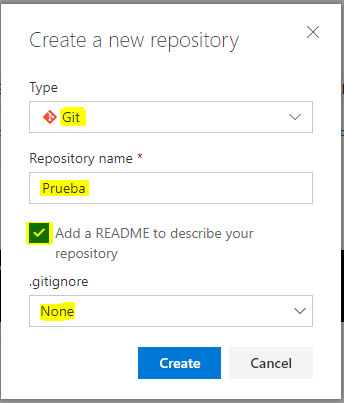 Create a new repository
Type
Git
Repository name *
Prueba
Add a README to describe your
repository
.gitignore
None
Create Cancel